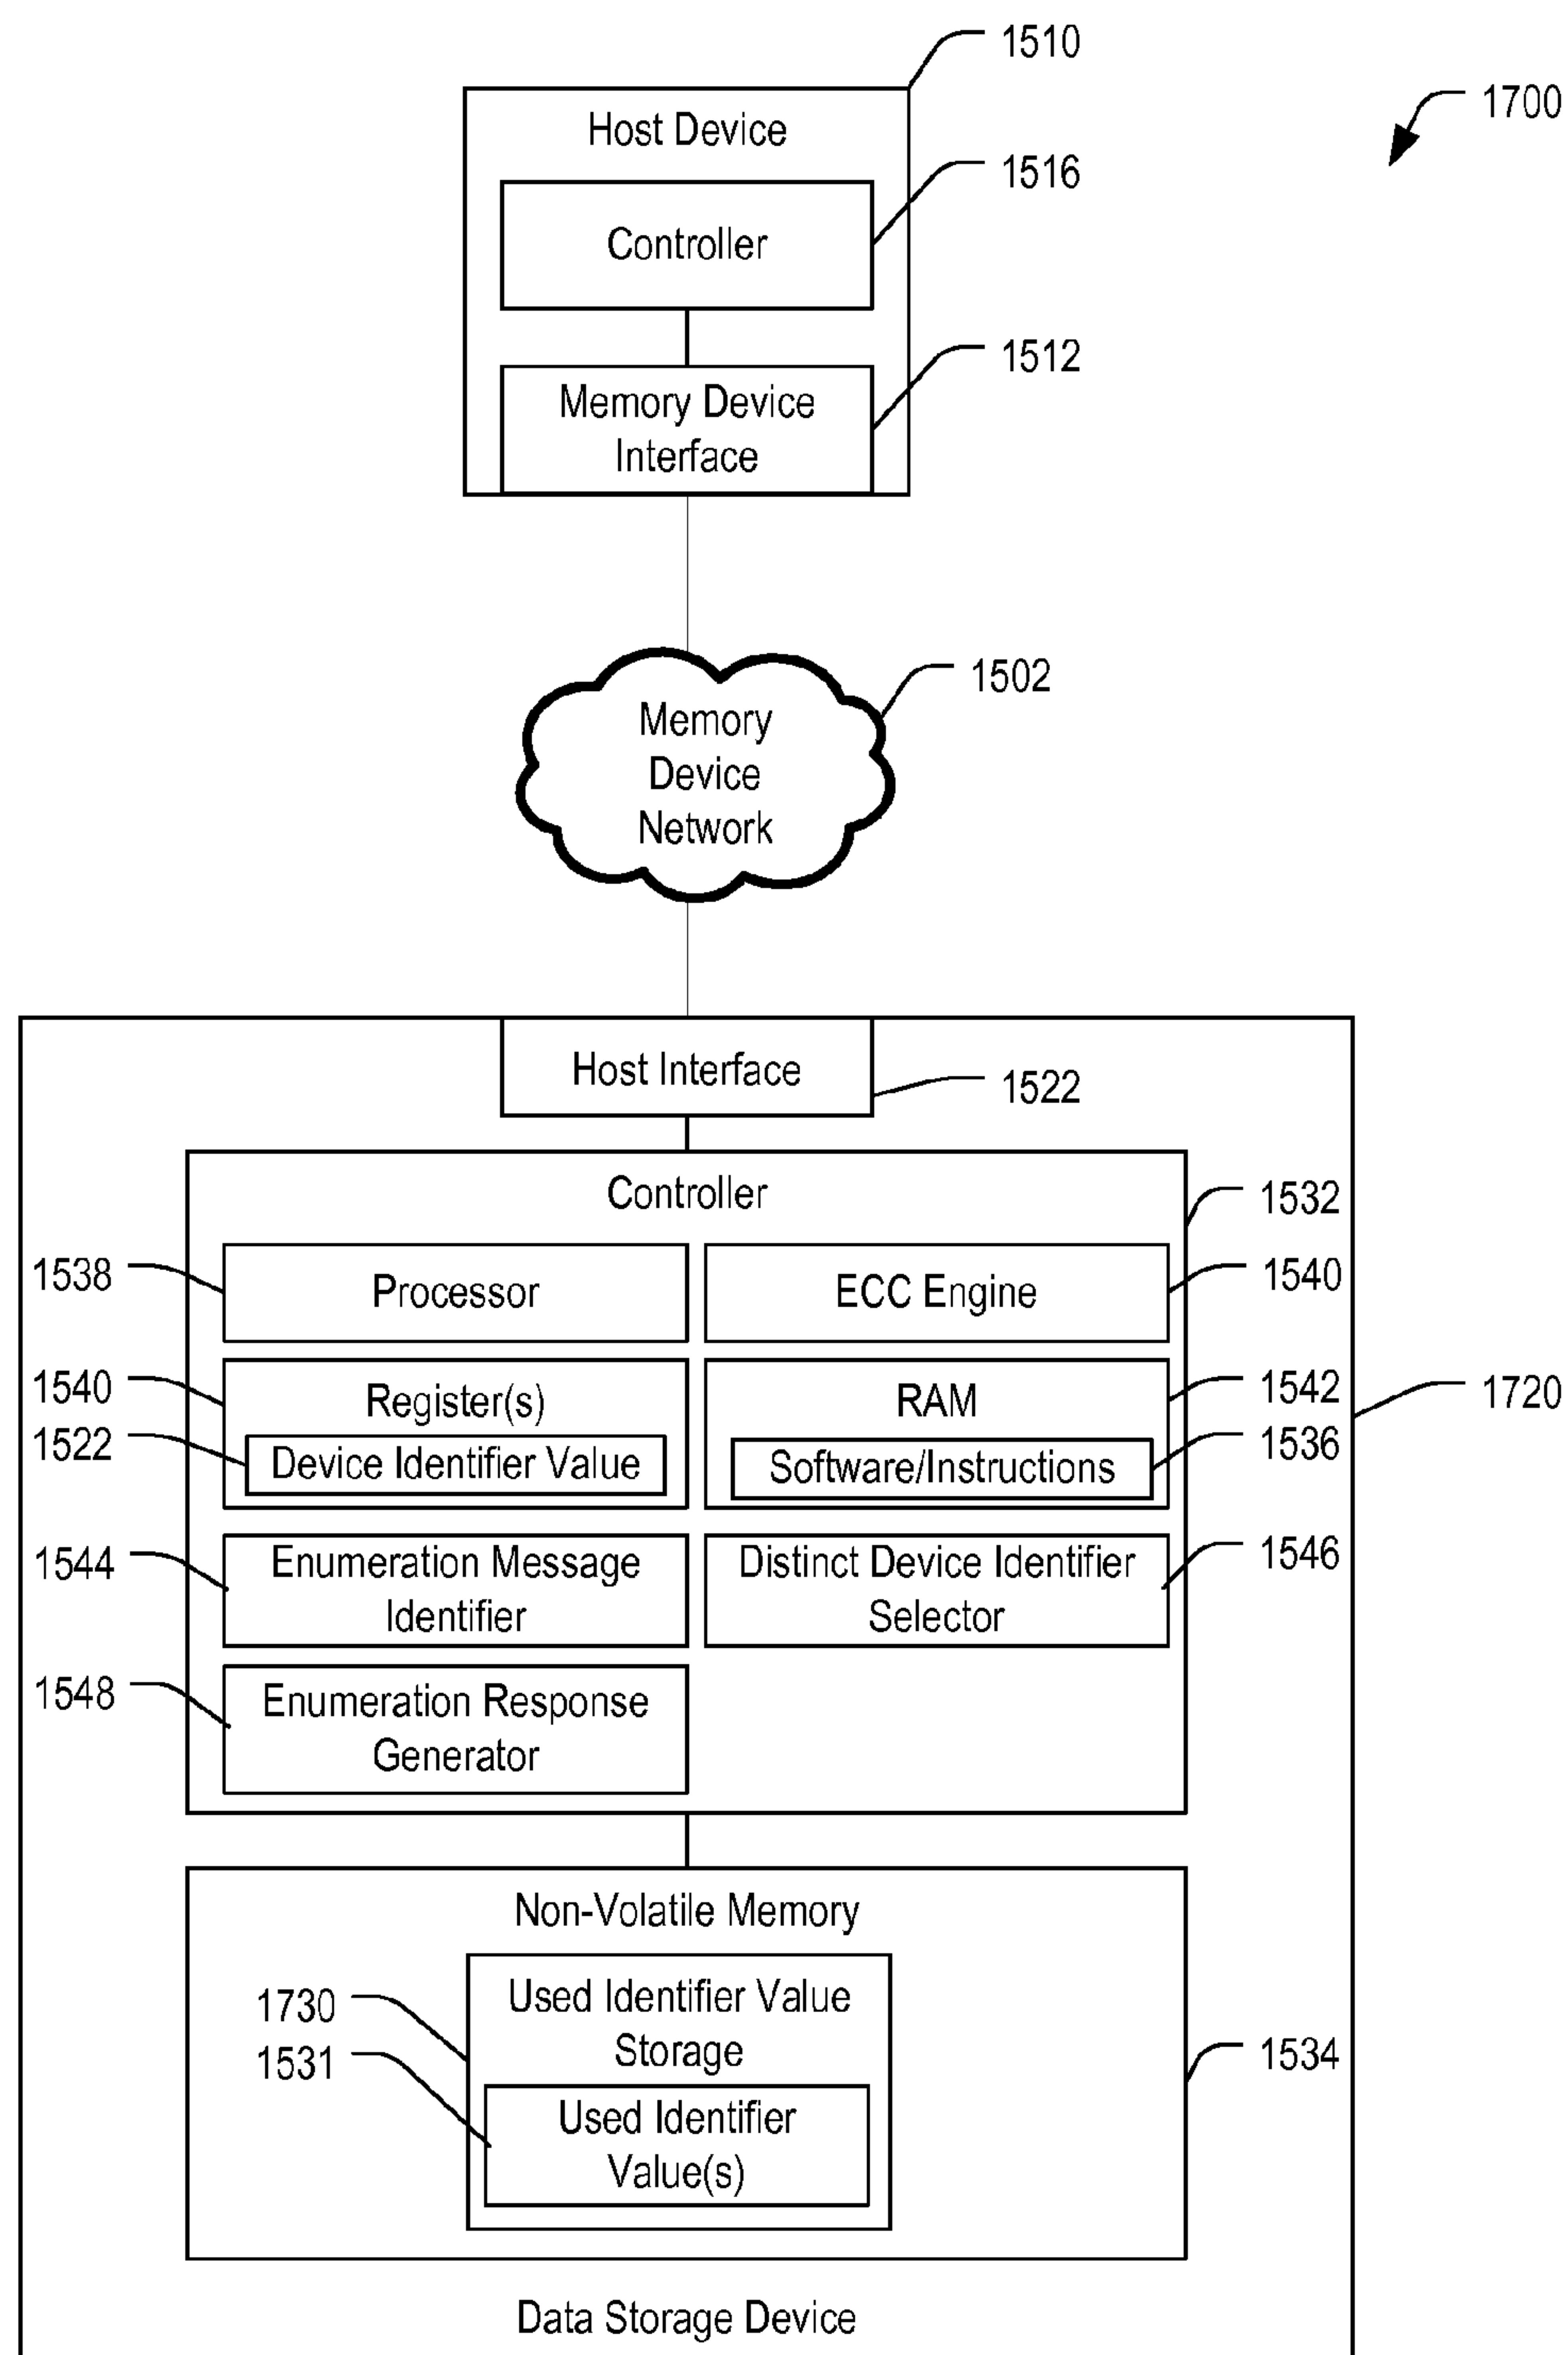 1510
1700
Host Device
1516
Controller
1512
Memory Device
Interface
1502
Memory
Device
Network
Host Interface
1522
Controller
1532
1538
Processor
ECC Engine
1540
1540
Register(s)
RAM
1542
1720
1522
Device Identifier Value
Software/Instructions
1536
1544
Enumeration Message
Identifier
Distinct Device Identifier
Selector
1546
1548
Enumeration Response
Generator
Non-Volatile Memory
1730
Used Identifier Value
Storage
1531
1534
Used Identifier
Value(s)
Data Storage Device